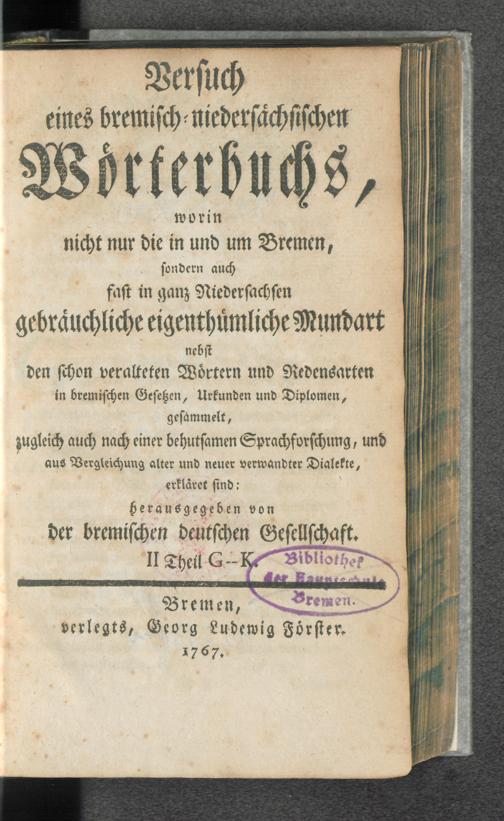 Versuch
eines bremisch-niedersächsischen
Wörterbuchs,
worin
nicht nur die in und um Bremen,
sondern auch
fast in ganz Niedersachsen
gebräuchliche eigenthümliche Mundart
nebst
den schon veralteten Wörtern und Redensarten
in bremischen Gesetzen, Urkunden und Diplomen,
gesammelt,
zugleich auch nach einer behutsamen Sprachforschung, und
aus Vergleichung alter und neuer verwandter Dialekte,
erkläret sind:
herausgegeben von
der bremischen deutschen Gesellschaft.
II Theil G--K.
Bibliothek
der Hauptschule
Bremen.
Bremen,
verlegts, Georg Ludewig Förster.
1767.